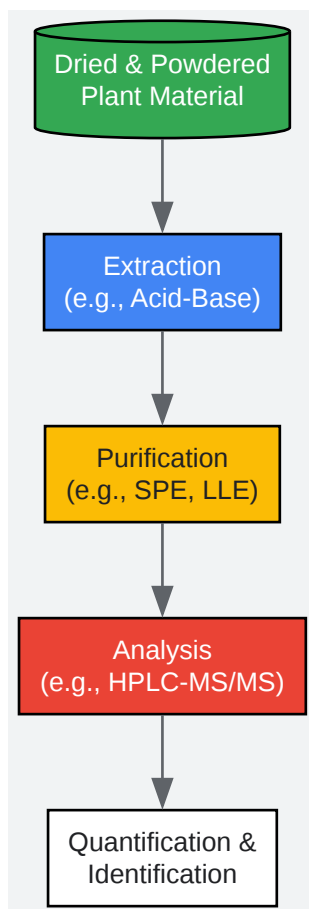 Dried & Powdered
Plant Material
Extraction
(e.g., Acid-Base)
Purification
(e.g., SPE, LLE)
Analysis
(e.g., HPLC-MS/MS)
Quantification &
Identification